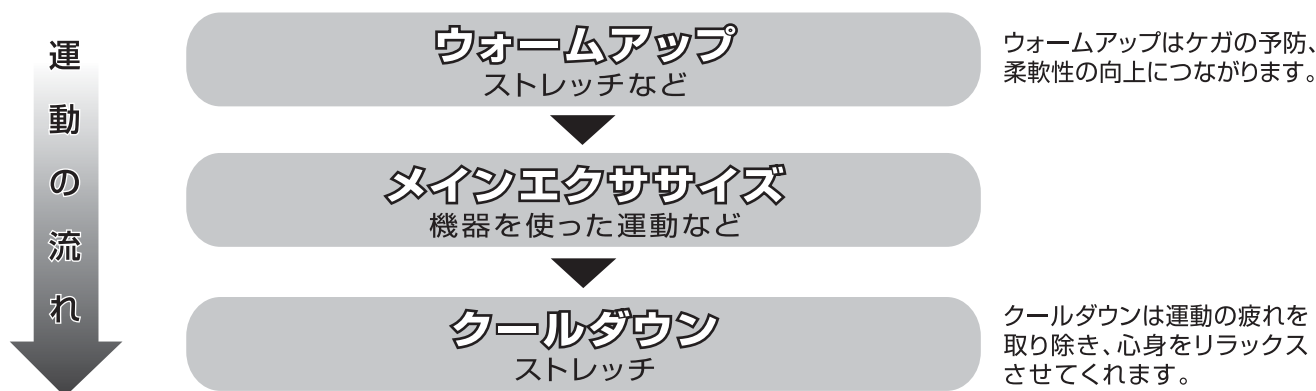 運動の流れ
ウォームアップ
ストレッチなど
ウォームアップはケガの予防、
柔軟性の向上につながります。
メインエクササイズ
機器を使った運動など
クールダウン
ストレッチ
クールダウンは運動の疲れを
取り除き、心身をリラックス
させてくれます。